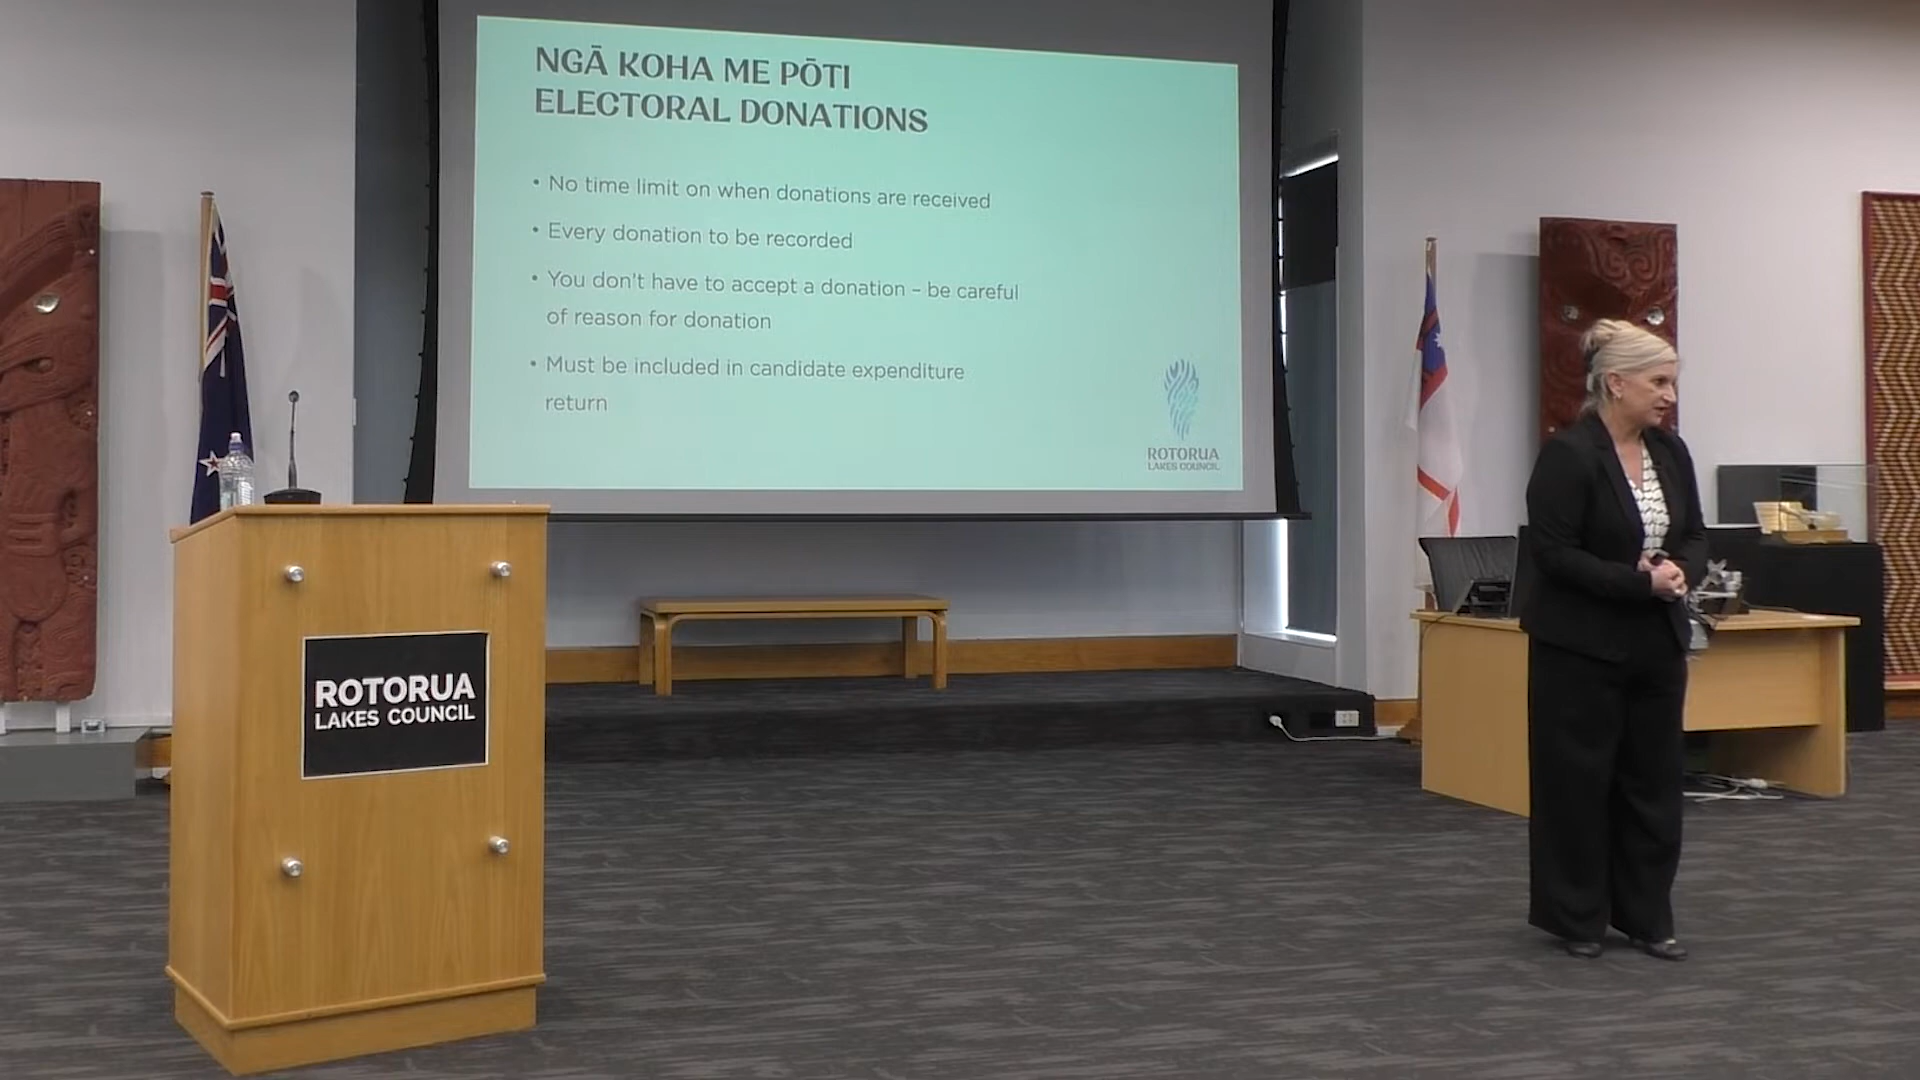 NGĀ KOHA ME PŌTI
ELECTORAL DONATIONS
• No time limit on when donations are received
• Every donation to be recorded
• You don't have to accept a donation – be careful
of reason for donation
• Must be included in candidate expenditure
return
ROTORUA
LAKES COUNCIL
ROTORUA
LAKES COUNCIL